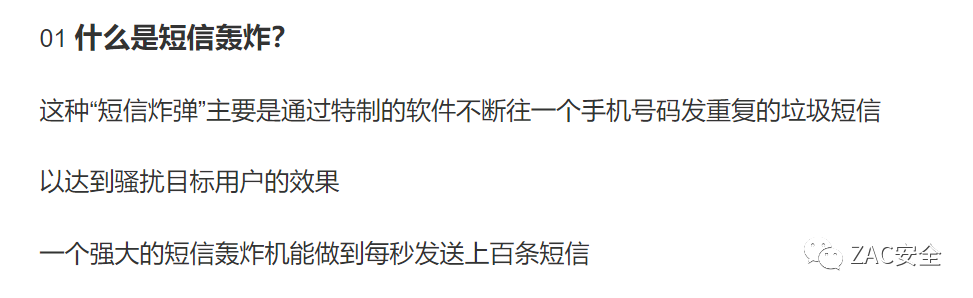 01 什么是短信轰炸？
这种“短信炸弹”主要是通过特制的软件不断往一个手机号码发重复的垃圾短信
以达到骚扰目标用户的效果
一个强大的短信轰炸机能做到每秒发送上百条短信
ZAC安全